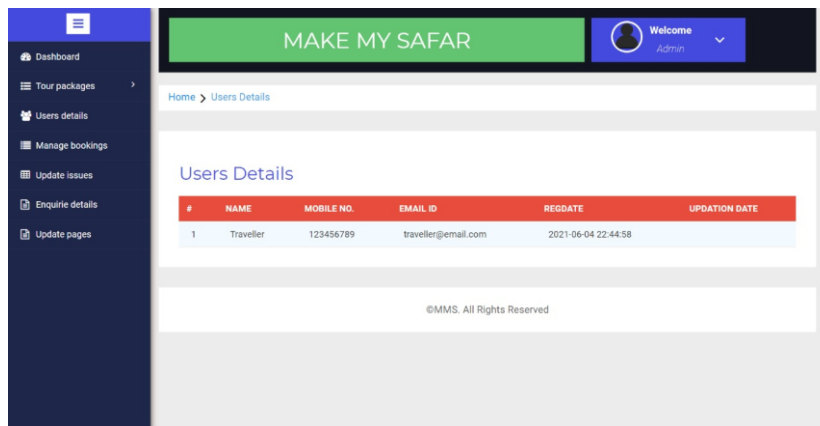 MAKE MY SAFAR
Welcome
Admin
Dashboard
Tour packages
Users details
Manage bookings
Update issues
Enquirie details
Update pages
Home > Users Details
Users Details
# NAME MOBILE NO. EMAIL ID REGDATE UPDATION DATE
1 Traveller 123456789 traveller@email.com 2021-06-04 22:44:58
©MMS. All Rights Reserved